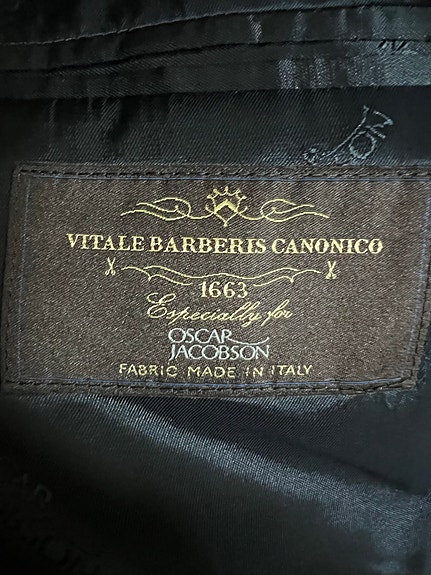 VITALE BARBERIS CANONICO
1663
Especially for
OSCAR
JACOBSON
FABRIC MADE IN ITALY